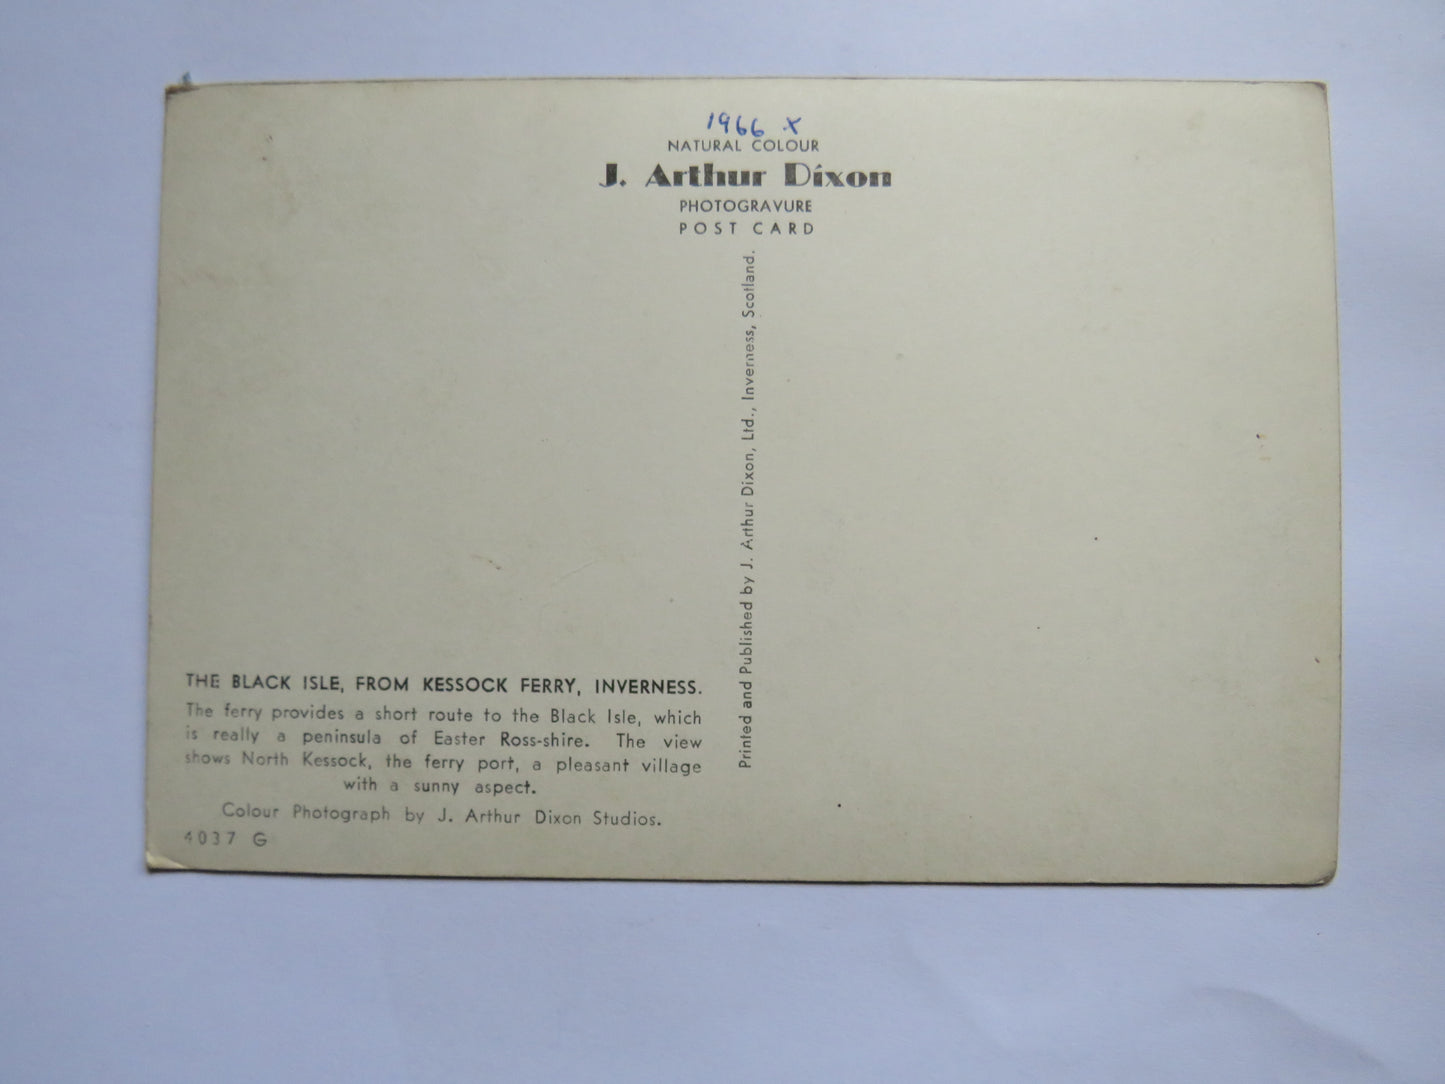 1966 x
NATURAL COLOUR
J. Arthur Dixon
PHOTOGRAVURE
POST CARD
Printed and Published by J. Arthur Dixon, Ltd., Inverness, Scotland.
THE BLACK ISLE, FROM KESSOCK FERRY, INVERNESS.
The ferry provides a short route to the Black Isle, which
is really a peninsula of Easter Ross-shire. The view
shows North Kessock, the ferry port, a pleasant village
with a sunny aspect.
Colour Photograph by J. Arthur Dixon Studios.
4037 G